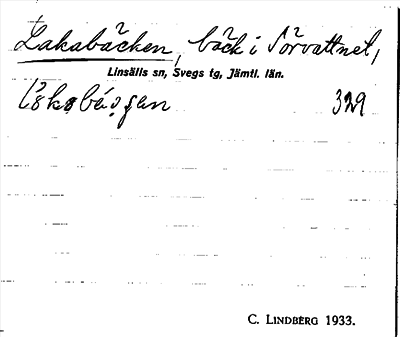 Lakabäcken, bäck i Sörvattnet,
Linsälls sn, Svegs tg, Jämtl. län.
329
C. LINDBERG 1933.